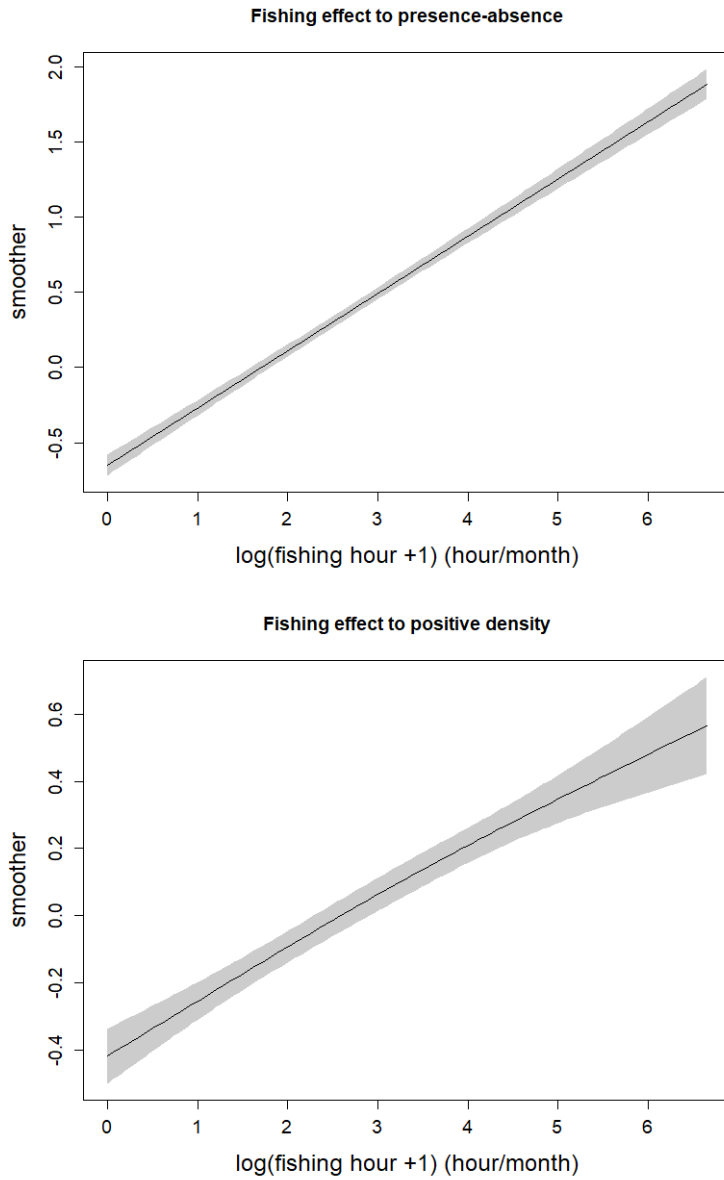 Fishing effect to presence-absence
2.0
1.5
1.0
0.5
0.0
-0.5
smoother
0 1 2 3 4 5 6
log(fishing hour +1) (hour/month)
Fishing effect to positive density
0.6
0.4
0.2
0.0
-0.2
-0.4
smoother
0 1 2 3 4 5 6
log(fishing hour +1) (hour/month)